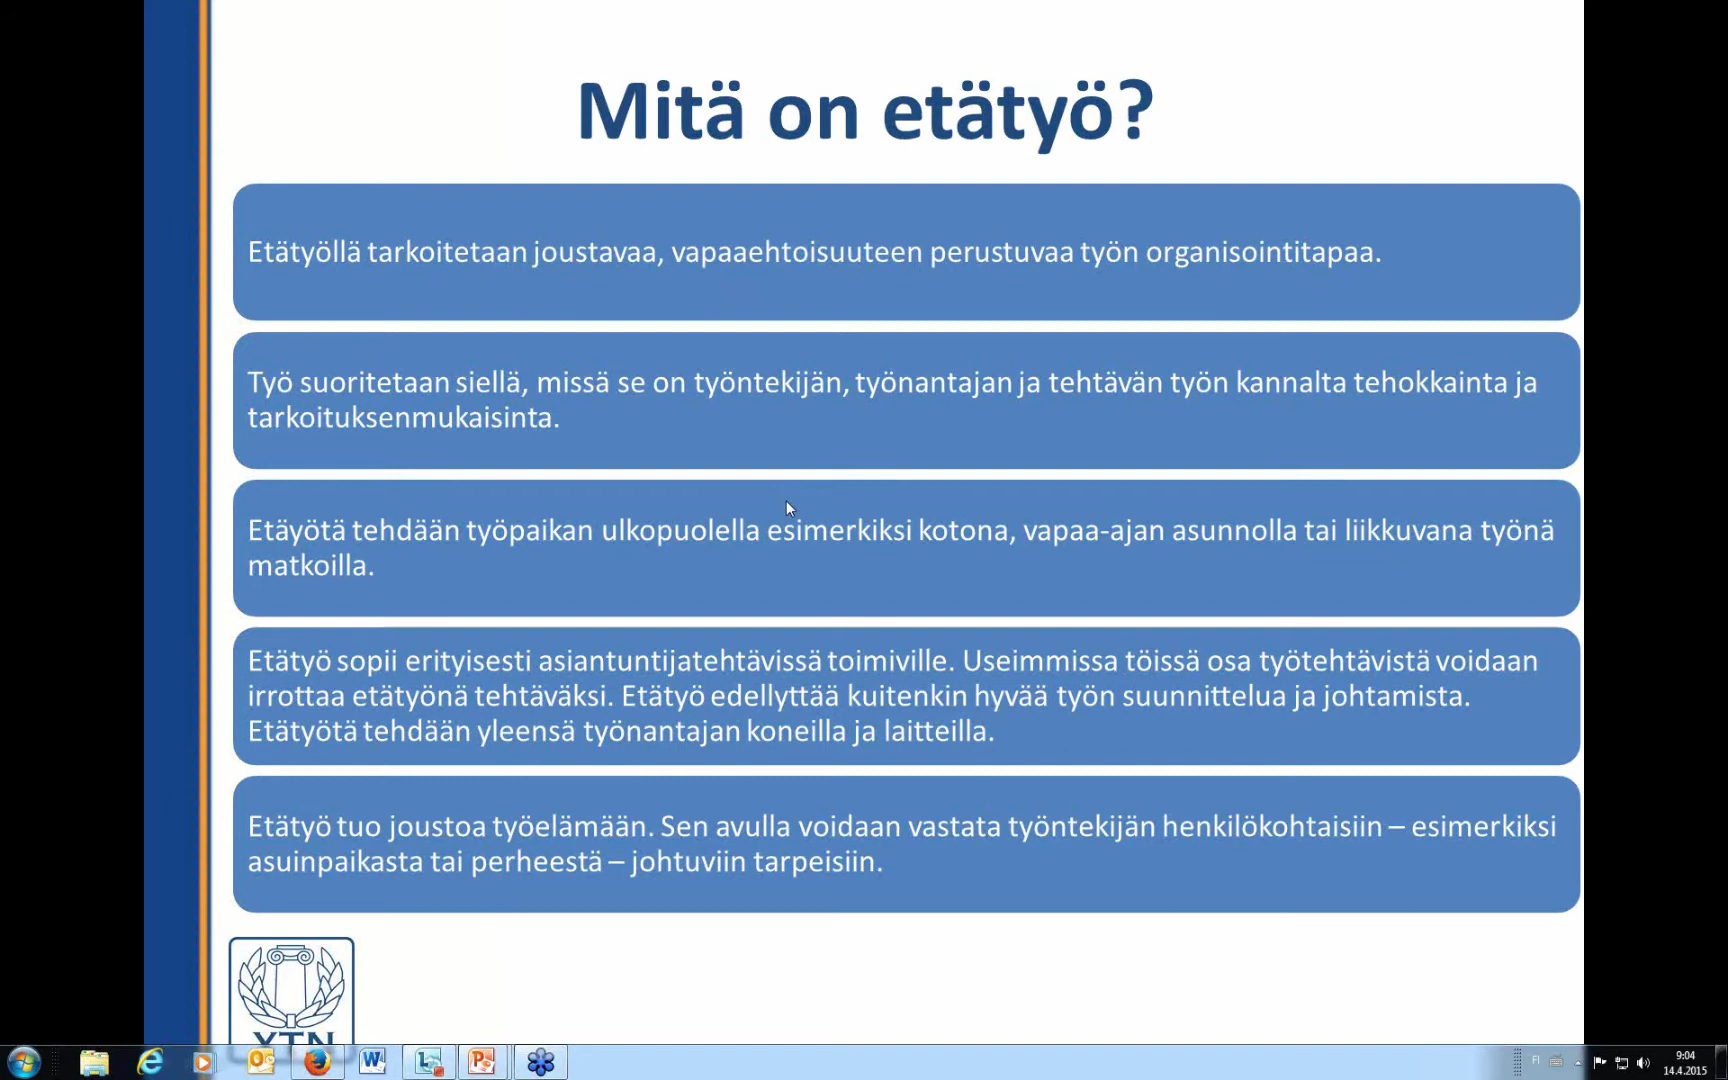 Mitä on etätyö?
Etätyöllä tarkoitetaan joustavaa, vapaaehtoisuuteen perustuvaa työn organisointitapaa.
Työ suoritetaan siellä, missä se on työntekijän, työnantajan ja tehtävän työn kannalta tehokkainta ja
tarkoituksenmukaisinta.
Etäyötä tehdään työpaikan ulkopuolella esimerkiksi kotona, vapaa-ajan asunnolla tai liikkuvana työnä
matkoilla.
Etätyö sopii erityisesti asiantuntijatehtävissä toimiville. Useimmissa töissä osa työtehtävistä voidaan
irrottaa etätyönä tehtäväksi. Etätyö edellyttää kuitenkin hyvää työn suunnittelua ja johtamista.
Etätyötä tehdään yleensä työnantajan koneilla ja laitteilla.
Etätyö tuo joustoa työelämään. Sen avulla voidaan vastata työntekijän henkilökohtaisiin – esimerkiksi
asuinpaikasta tai perheestä – johtuviin tarpeisiin.
YTN
FI
9:04
14.4.2015